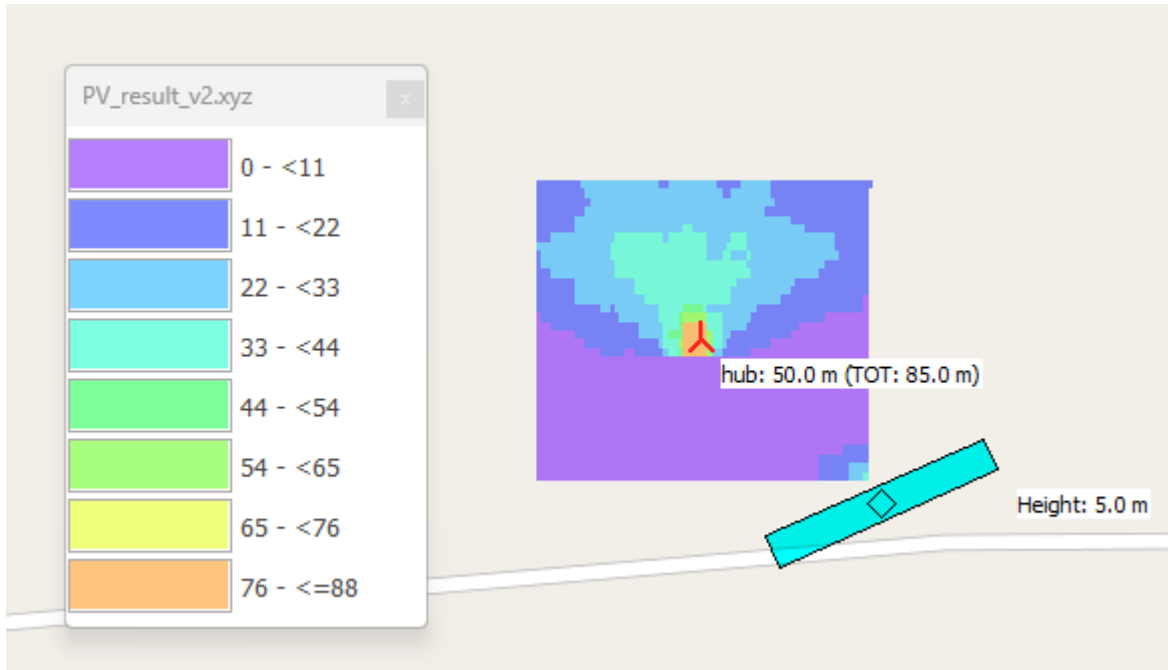 PV_result_v2.xyz
x
0 - <11
11 - <22
22 - <33
33 - <44
44 - <54
54 - <65
65 - <76
76 - <=88
hub: 50.0 m (TOT: 85.0 m)
Height: 5.0 m